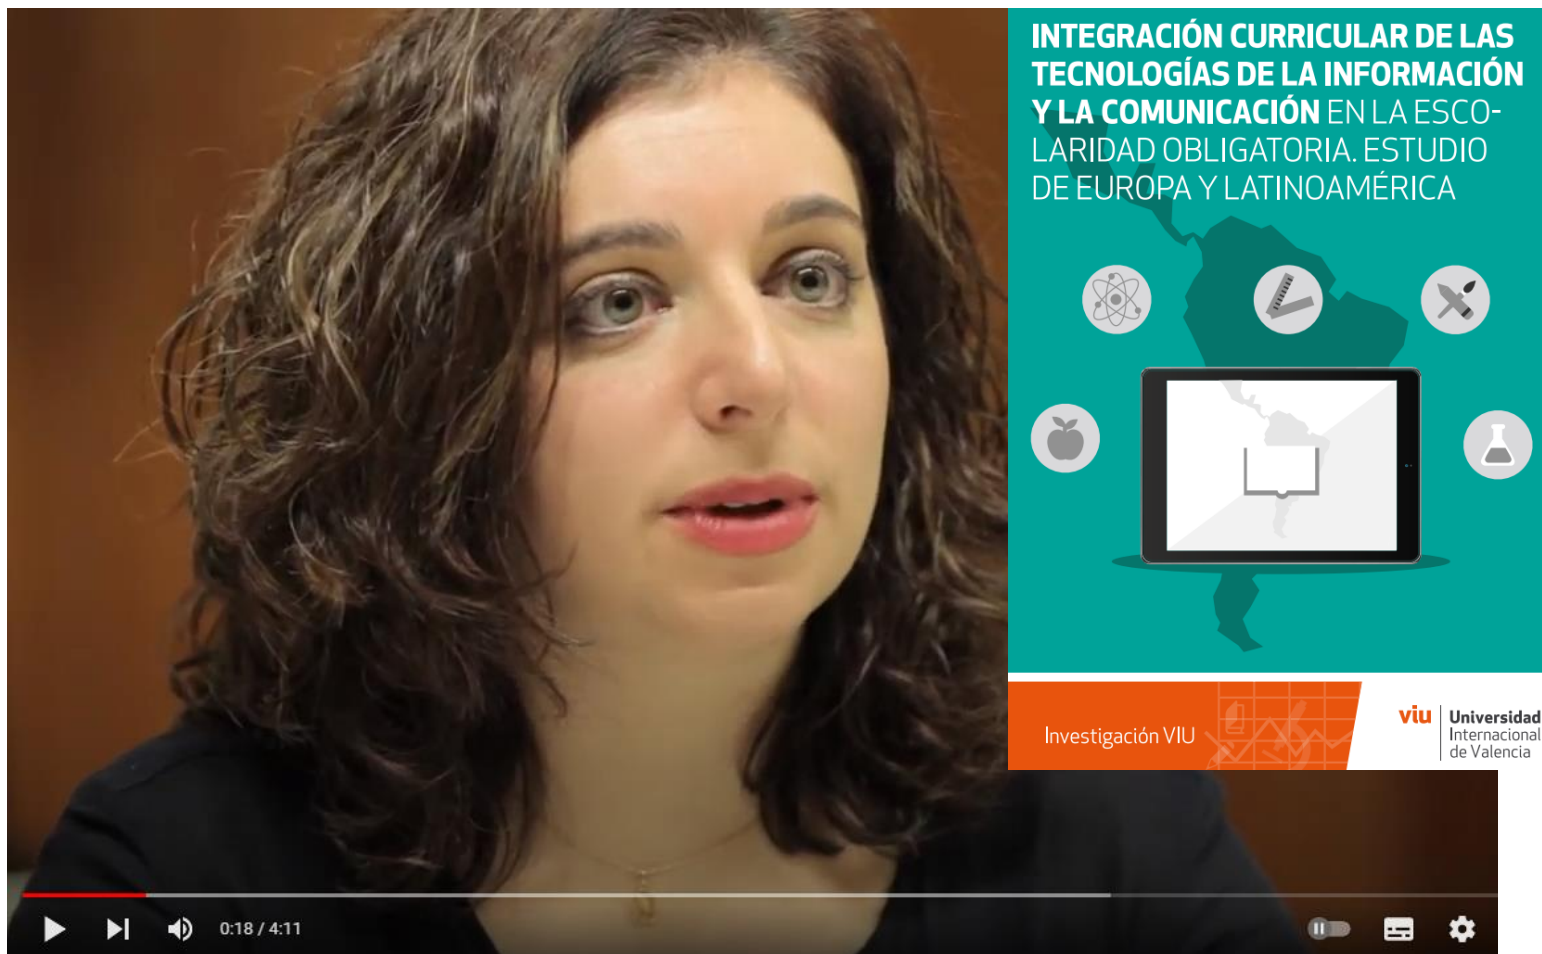 INTEGRACIÓN CURRICULAR DE LAS
TECNOLOGÍAS DE LA INFORMACIÓN
Y LA COMUNICACIÓN EN LA ESCO-
LARIDAD OBLIGATORIA. ESTUDIO
DE EUROPA Y LATINOAMÉRICA
Investigación VIU
viu
Universidad
Internacional
de Valencia
0:18 / 4:11